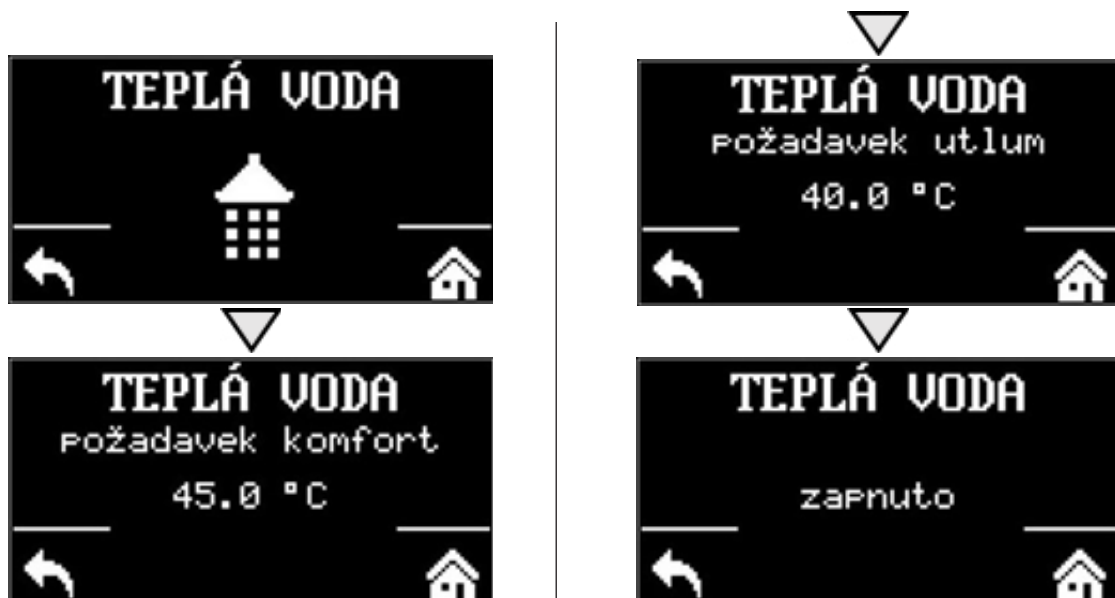 TEPLÁ VODA
TEPLÁ VODA
požadavek komfort
45.0 °C
TEPLÁ VODA
požadavek utlum
40.0 °C
TEPLÁ VODA
zapnuto